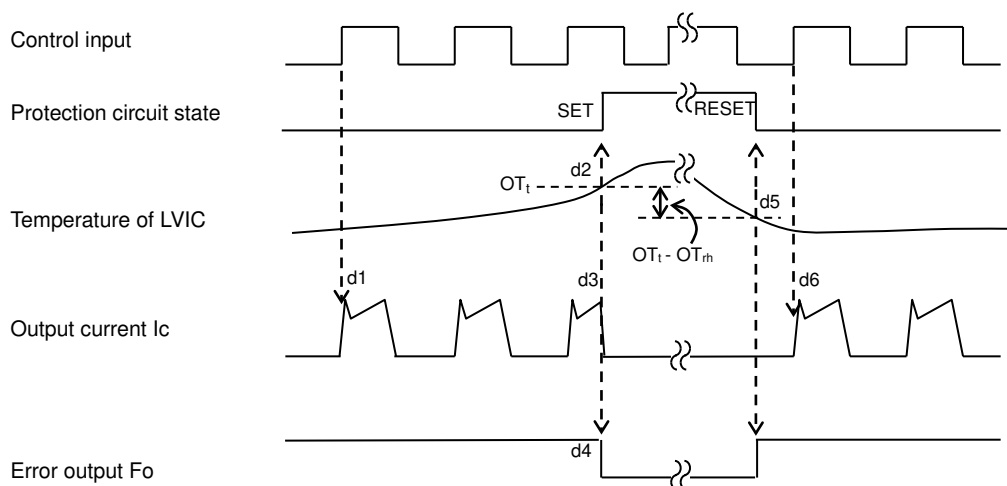 Control input
Protection circuit state
SET
RESET
d2
OTt
d5
Temperature of LVIC
OTt - OTrh
d1
d3
d6
Output current Ic
d4
Error output Fo